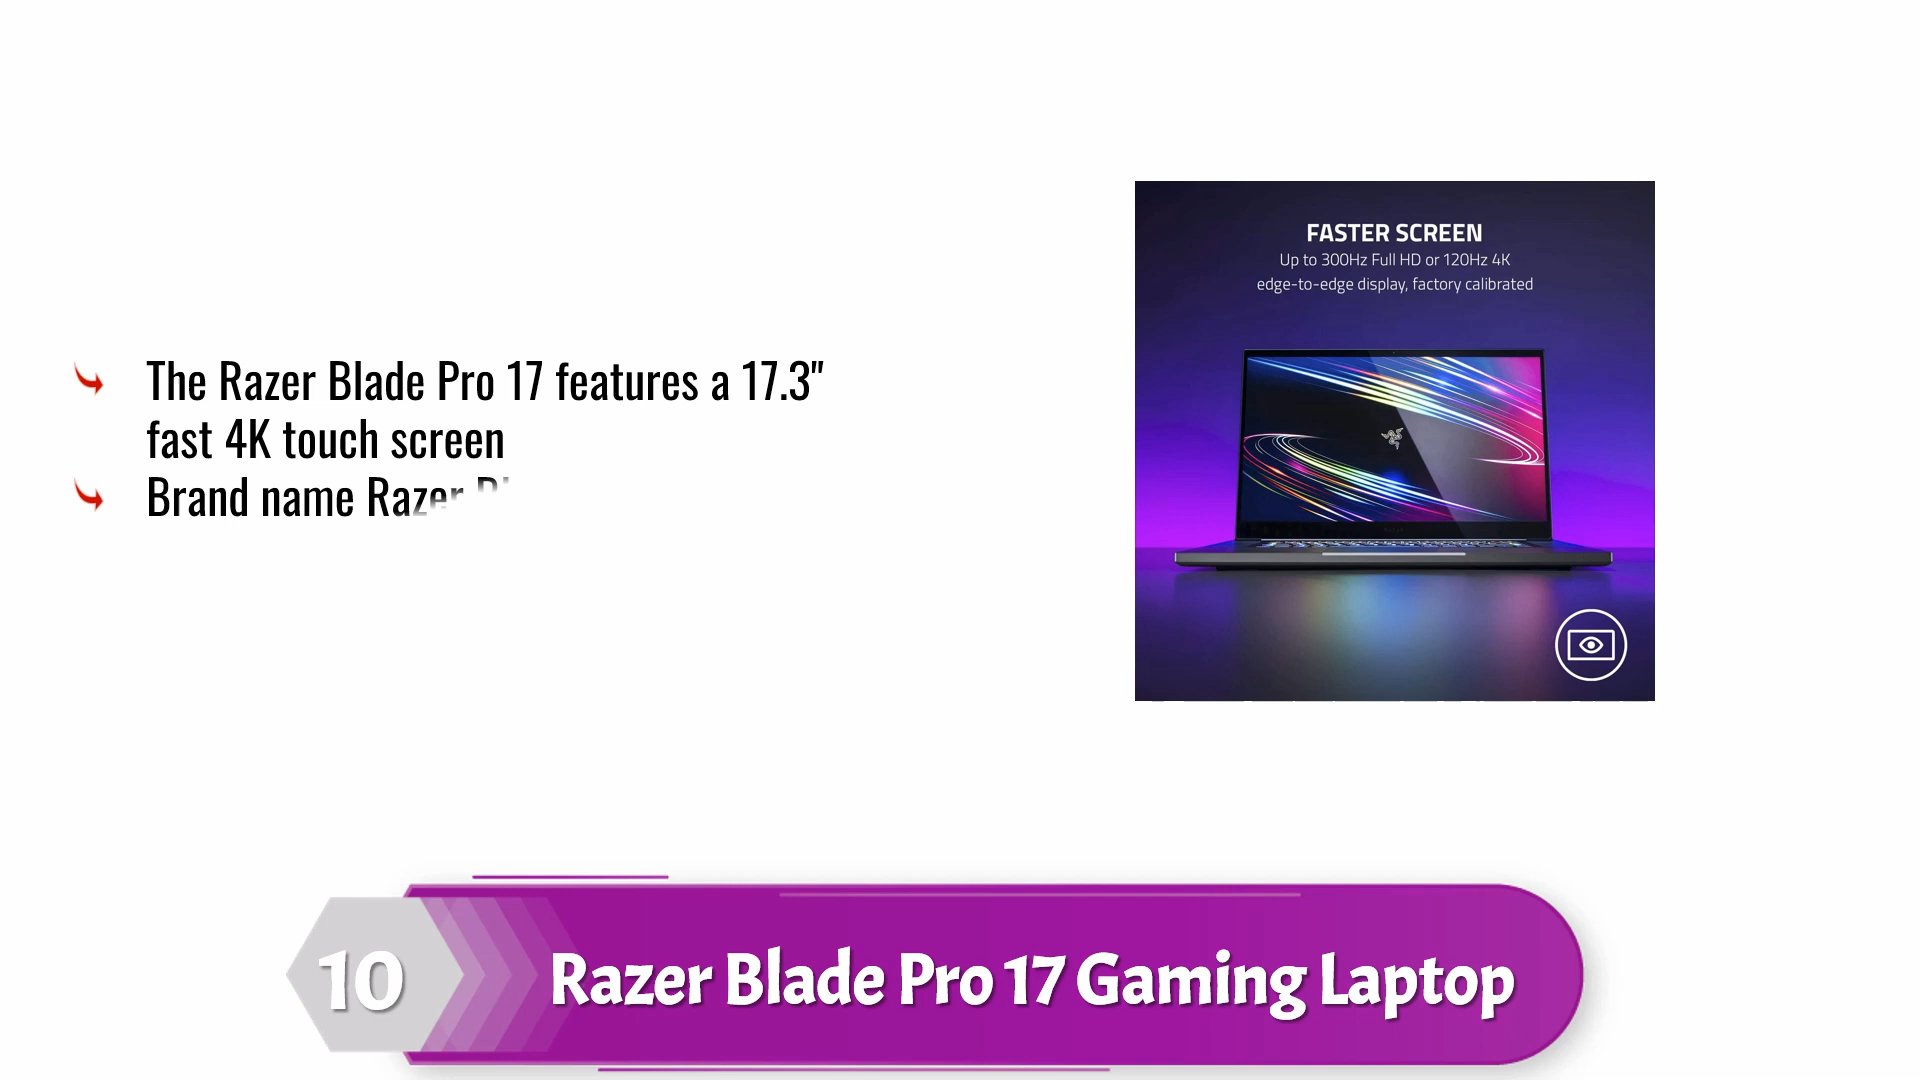 The Razer Blade Pro 17 features a 17.3"
fast 4K touch screen
Brand name Razer
FASTER SCREEN
Up to 300Hz Full HD or 120Hz 4K
edge-to-edge display, factory calibrated
10
Razer Blade Pro 17 Gaming Laptop